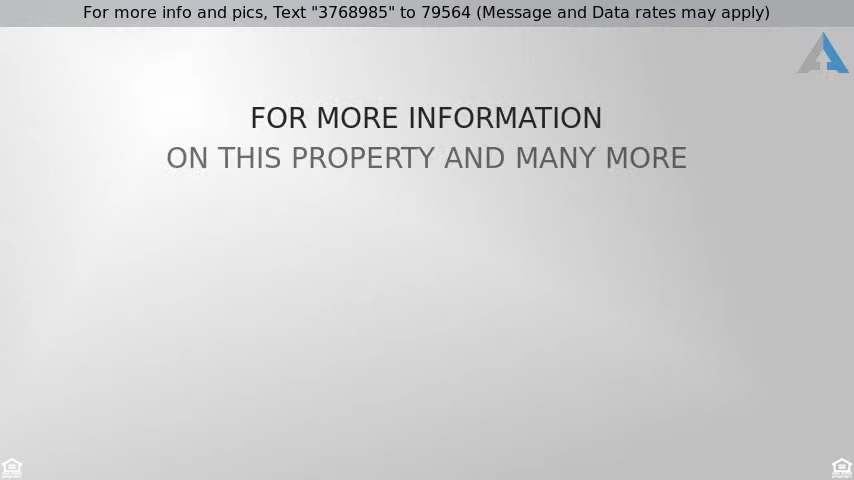 For more info and pics, Text "3768985" to 79564 (Message and Data rates may apply)
FOR MORE INFORMATION
ON THIS PROPERTY AND MANY MORE